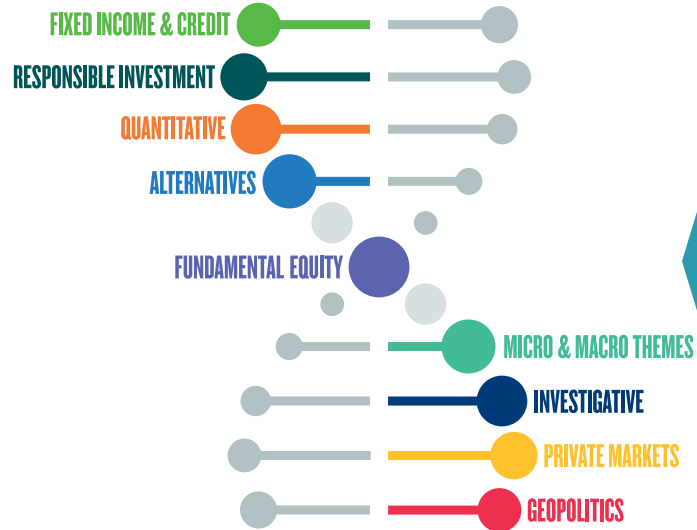 FIXED INCOME & CREDIT
RESPONSIBLE INVESTMENT
QUANTITATIVE
ALTERNATIVES
FUNDAMENTAL EQUITY
MICRO & MACRO THEMES
INVESTIGATIVE
PRIVATE MARKETS
GEOPOLITICS